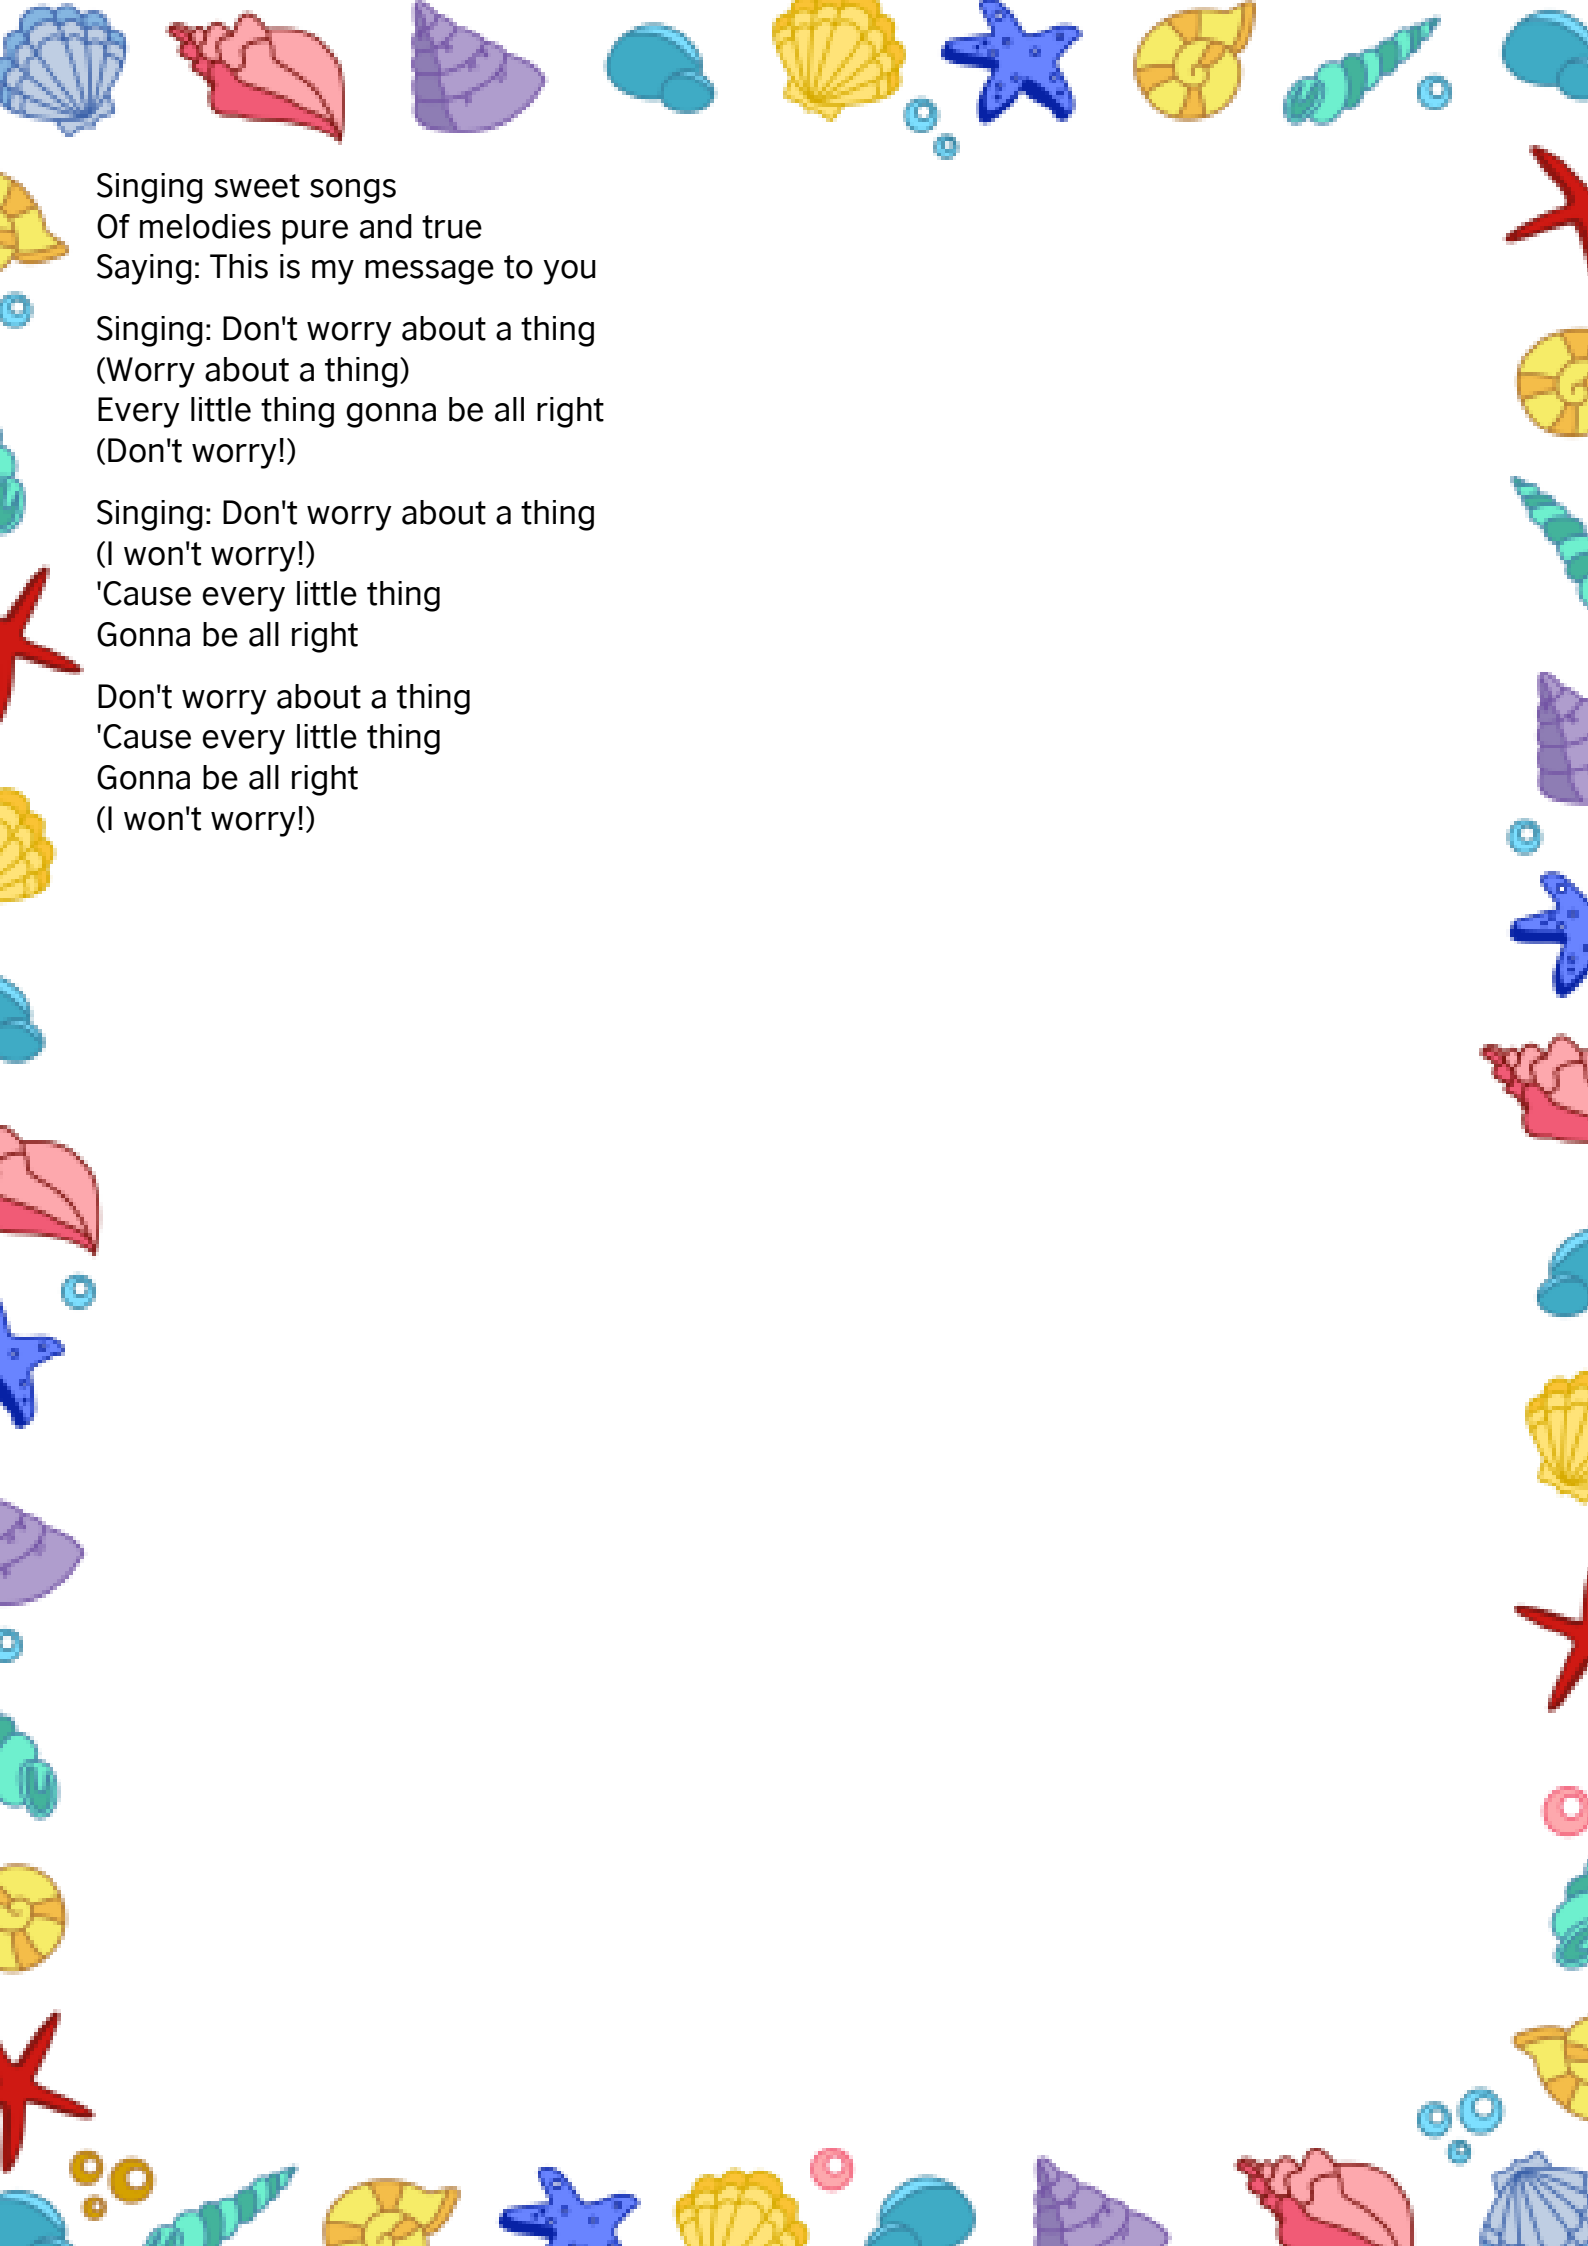 Singing sweet songs
Of melodies pure and true
Saying: This is my message to you
Singing: Don't worry about a thing
(Worry about a thing)
Every little thing gonna be all right
(Don't worry!)
Singing: Don't worry about a thing
(I won't worry!)
'Cause every little thing
Gonna be all right
Don't worry about a thing
'Cause every little thing
Gonna be all right
(I won't worry!)